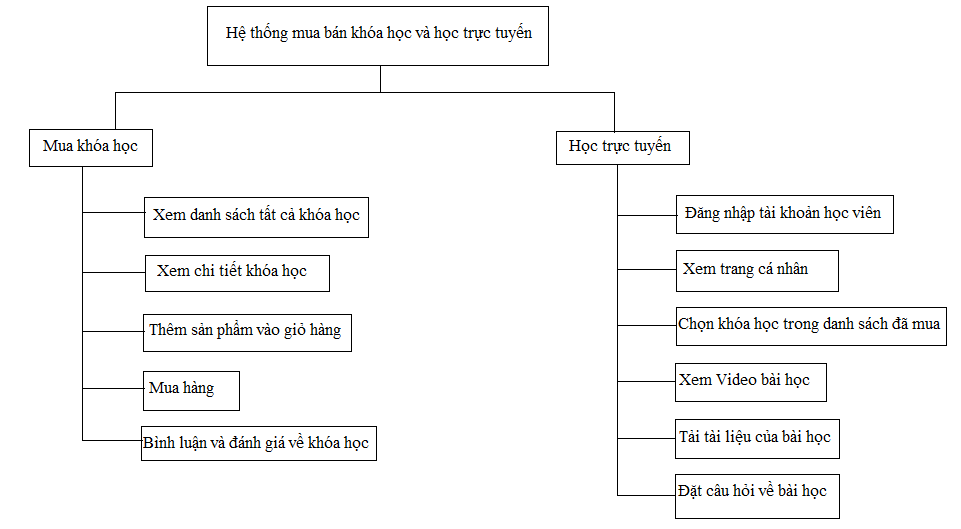 Hệ thống mua bán khóa học và học trực tuyến
Mua khóa học
Xem danh sách tất cả khóa học
Xem chi tiết khóa học
Thêm sản phẩm vào giỏ hàng
Mua hàng
Bình luận và đánh giá về khóa học
Học trực tuyến
Đăng nhập tài khoản học viên
Xem trang cá nhân
Chọn khóa học trong danh sách đã mua
Xem Video bài học
Tải tài liệu của bài học
Đặt câu hỏi về bài học